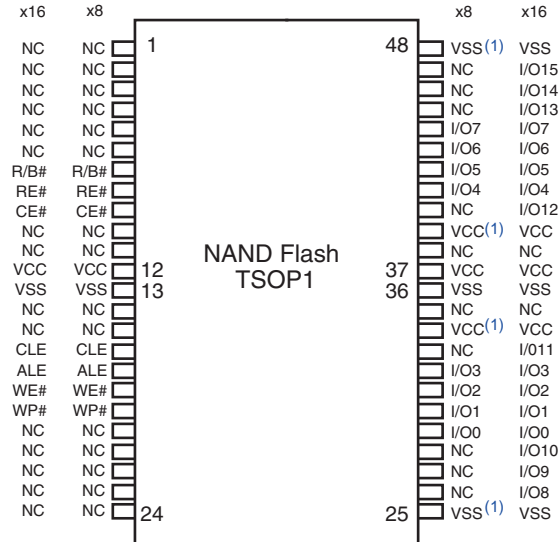 x16 x8 x8 x16
NC NC 1 48 VSS(1) VSS
NC NC NC I/O15
NC NC NC I/O14
NC NC NC I/O13
NC NC I/O7 I/O7
NC NC I/O6 I/O6
R/B# R/B# I/O5 I/O5
RE# RE# I/O4 I/O4
CE# CE# NC I/O12
NC NC VCC(1) VCC
NC NC NAND Flash NC NC
VCC VCC 12 TSOP1 37 VCC VCC
VSS VSS 13 36 VSS VSS
NC NC NC NC
NC NC VCC(1) VCC
CLE CLE NC I/011
ALE ALE I/O3 I/O3
WE# WE# I/O2 I/O2
WP# WP# I/O1 I/O1
NC NC I/O0 I/O0
NC NC NC I/O10
NC NC NC I/O9
NC NC NC I/O8
NC NC 24 25 VSS(1) VSS